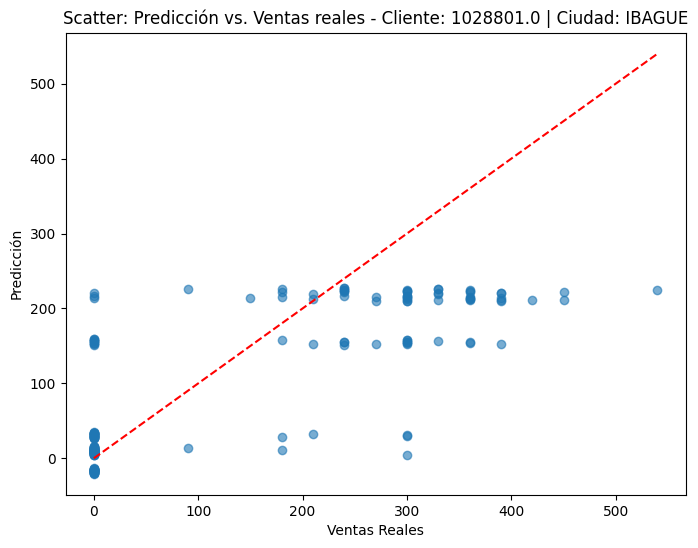 Scatter: Predicción vs. Ventas reales - Cliente: 1028801.0 | Ciudad: IBAGUE
500
400
300
200
100
0
Predicción
0 100 200 300 400 500
Ventas Reales